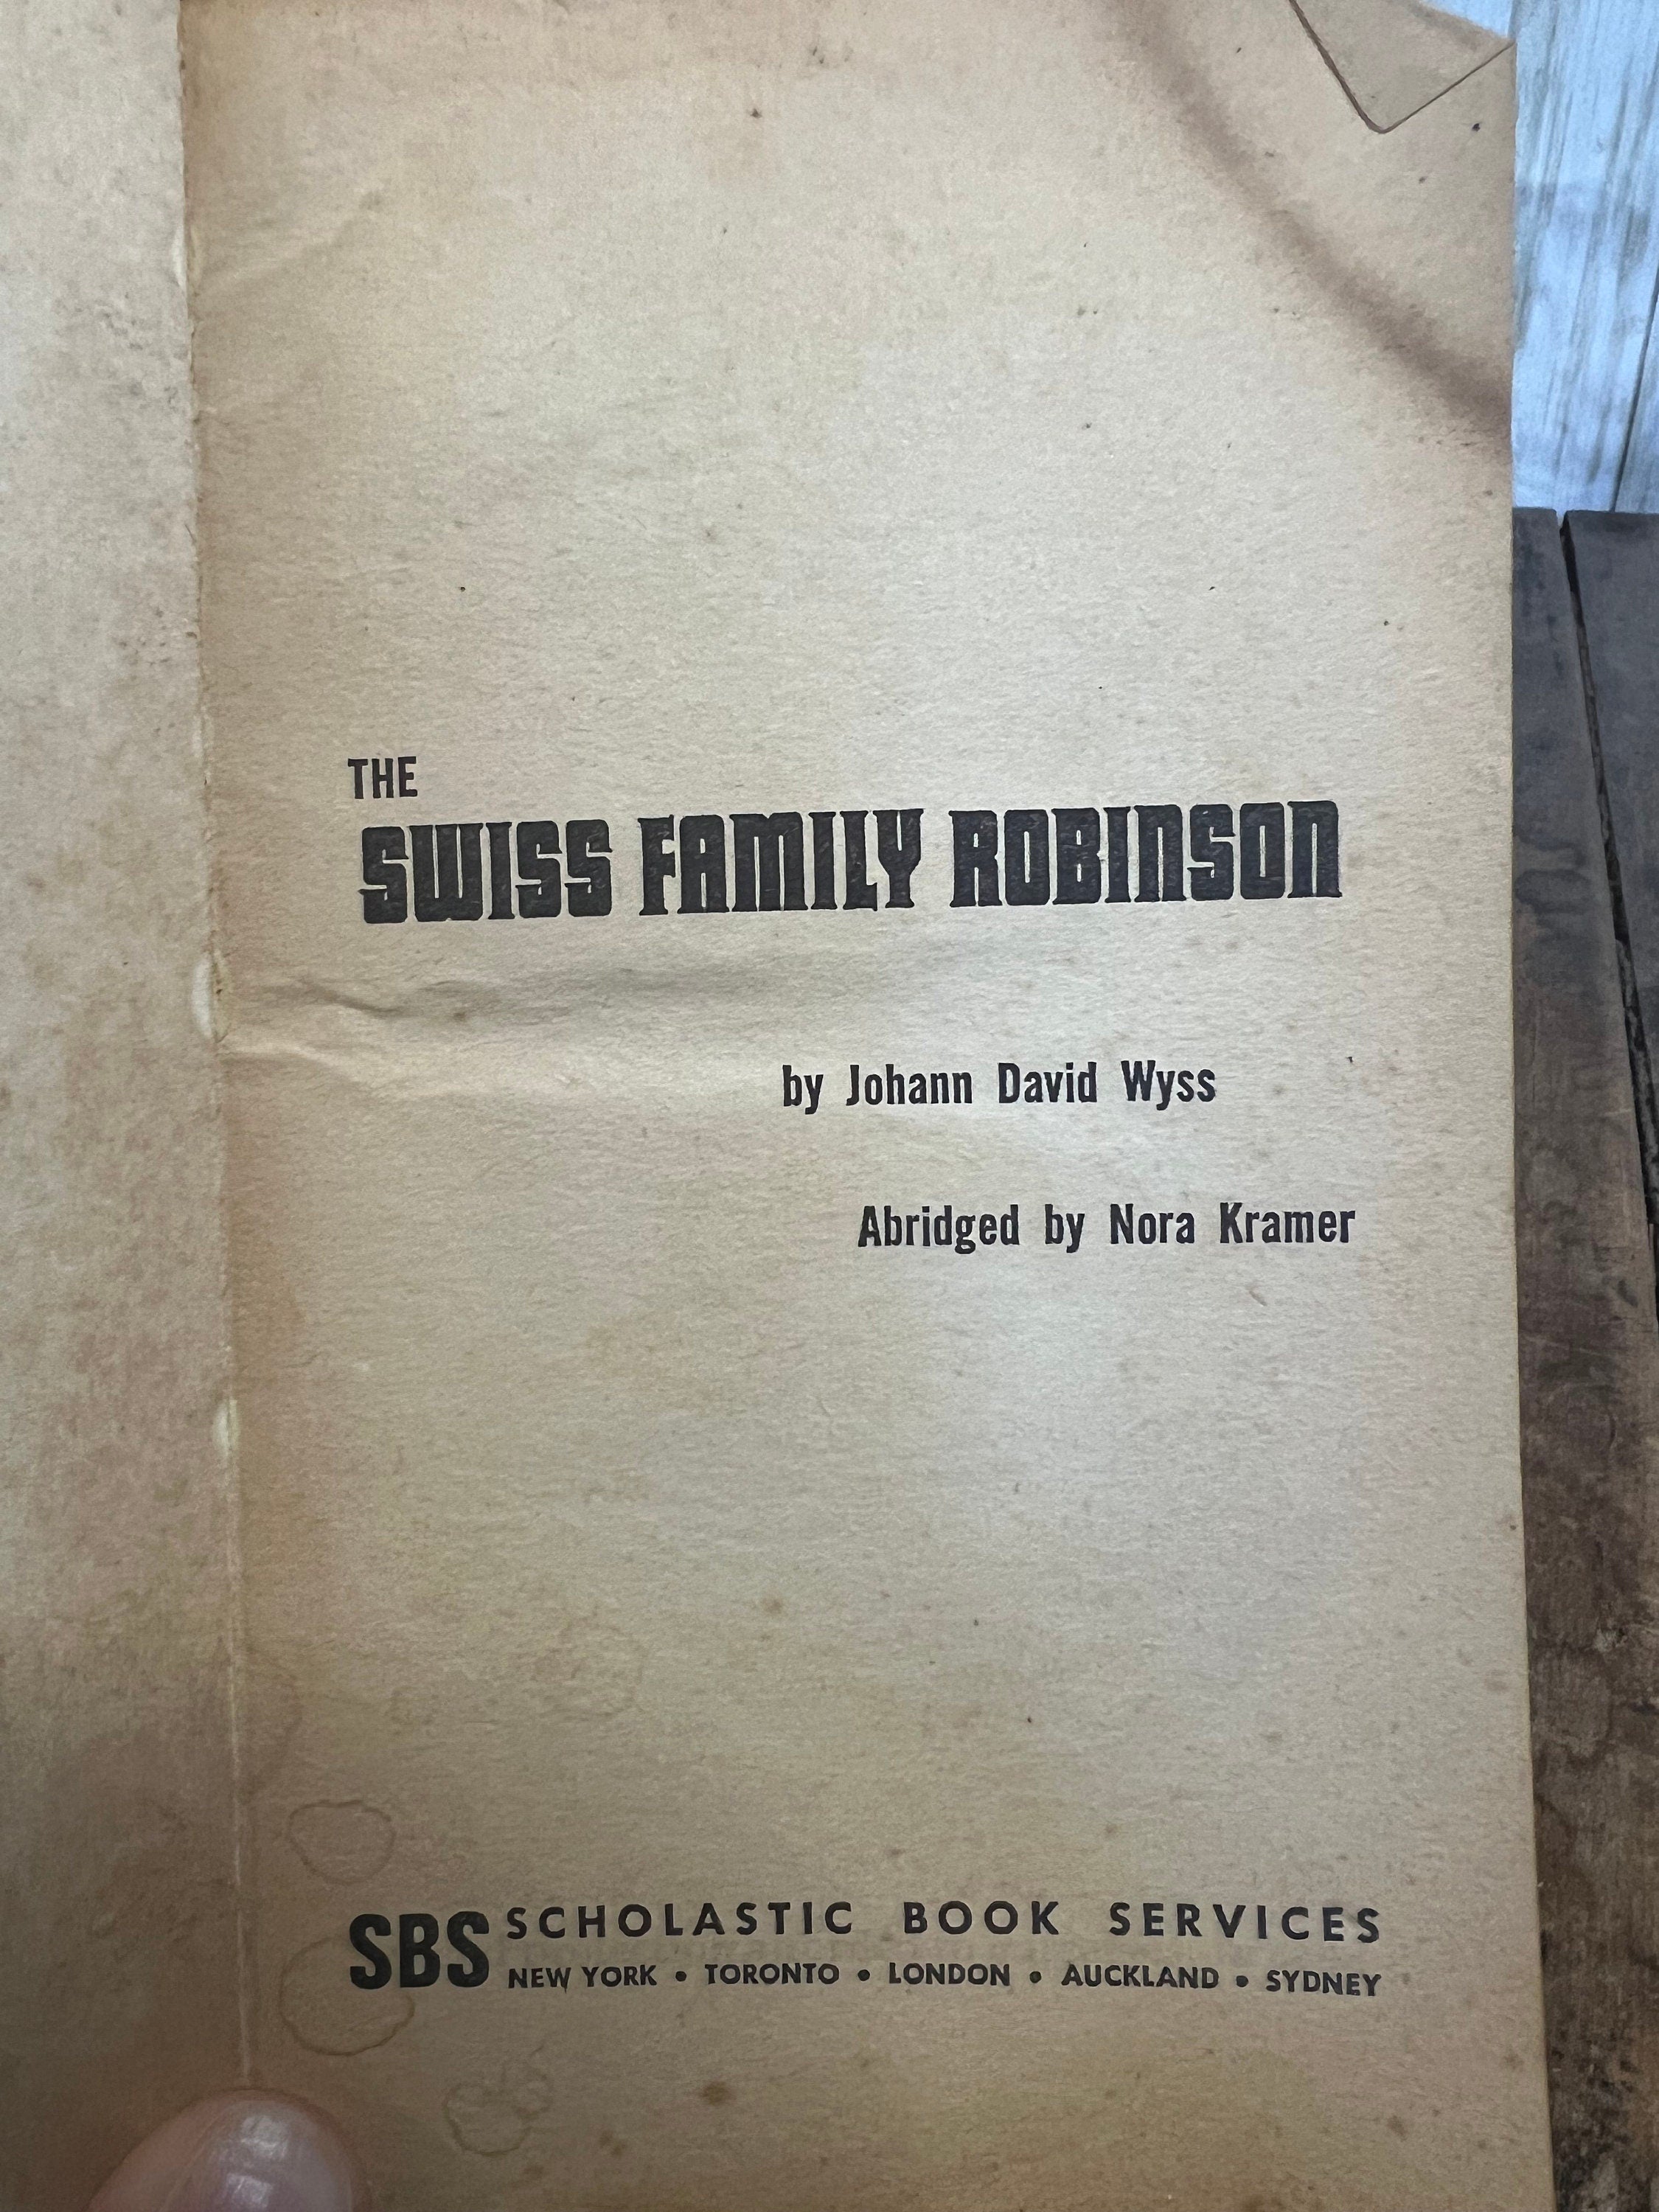 THE
SWISS FAMILY ROBINSON
by Johann David Wyss
Abridged by Nora Kramer
SBS SCHOLASTIC BOOK SERVICES
NEW YORK • TORONTO • LONDON • AUCKLAND • SYDNEY